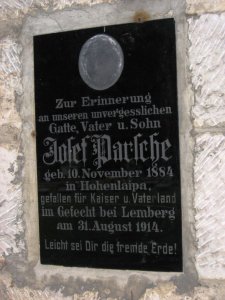 Zur Erinnerung
an unseren unvergesslichen
Gatte, Vater u. Sohn
Josef Parsche
geb. 10. November 1884
in Hohenlaipa,
gefallen für Kaiser u. Vaterland
im Gefecht bei Lemberg
am 31. August 1914.
Leicht sei Dir die fremde Erde!